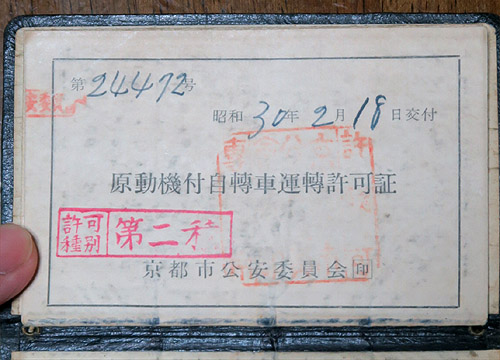 第24472号
昭和30年2月18日交付
原動機付自轉車運轉許可証
許可種別 第二種
京都市公安委員会印